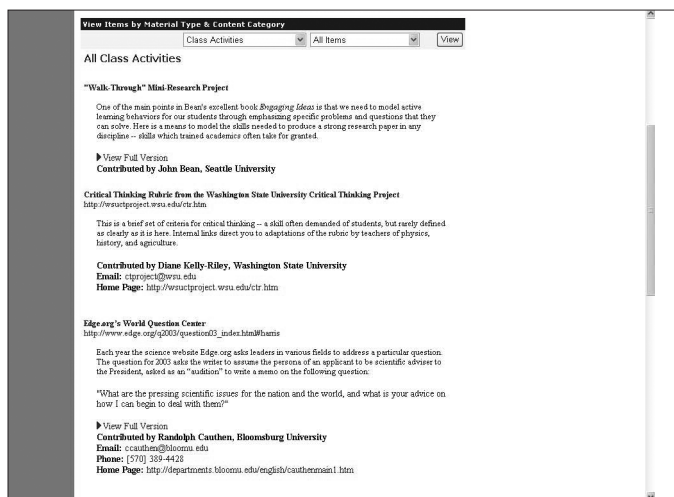 View Items by Material Type & Content Category
Class Activities All Items View
All Class Activities
"Walk-Through" Mini-Research Project
One of the main points in Bean's excellent book Engaging Ideas is that we need to model active
learning behaviors for our students through emphasizing specific problems and questions that they
can solve. Here is a means to model the skills needed to produce a strong research paper in any
discipline -- skills which trained academics often take for granted.
View Full Version
Contributed by John Bean, Seattle University
Critical Thinking Rubric from the Washington State University Critical Thinking Project
http://wsuctproject.wsu.edu/ctr.htm
This is a brief set of criteria for critical thinking -- a skill often demanded of students, but rarely defined
as clearly as it is here. Internal links direct you to adaptations of the rubric by teachers of physics,
history, and agriculture.
Contributed by Diane Kelly-Riley, Washington State University
Email: ctproject@wsu.edu
Home Page: http://wsuctproject.wsu.edu/ctr.htm
Edge.org's World Question Center
http://www.edge.org/q2003/question03_index.html#harris
Each year the science website Edge.org asks leaders in various fields to address a particular question.
The question for 2003 asks the writer to assume the persona of an applicant to be scientific adviser to
the President, asked as an "audition" to write a memo on the following question:
"What are the pressing scientific issues for the nation and the world, and what is your advice on
how I can begin to deal with them?"
View Full Version
Contributed by Randolph Cauthen, Bloomsburg University
Email: ccauthen@bloomu.edu
Phone: [570] 389-4428
Home Page: http://departments.bloomu.edu/english/cauthenmain1.htm